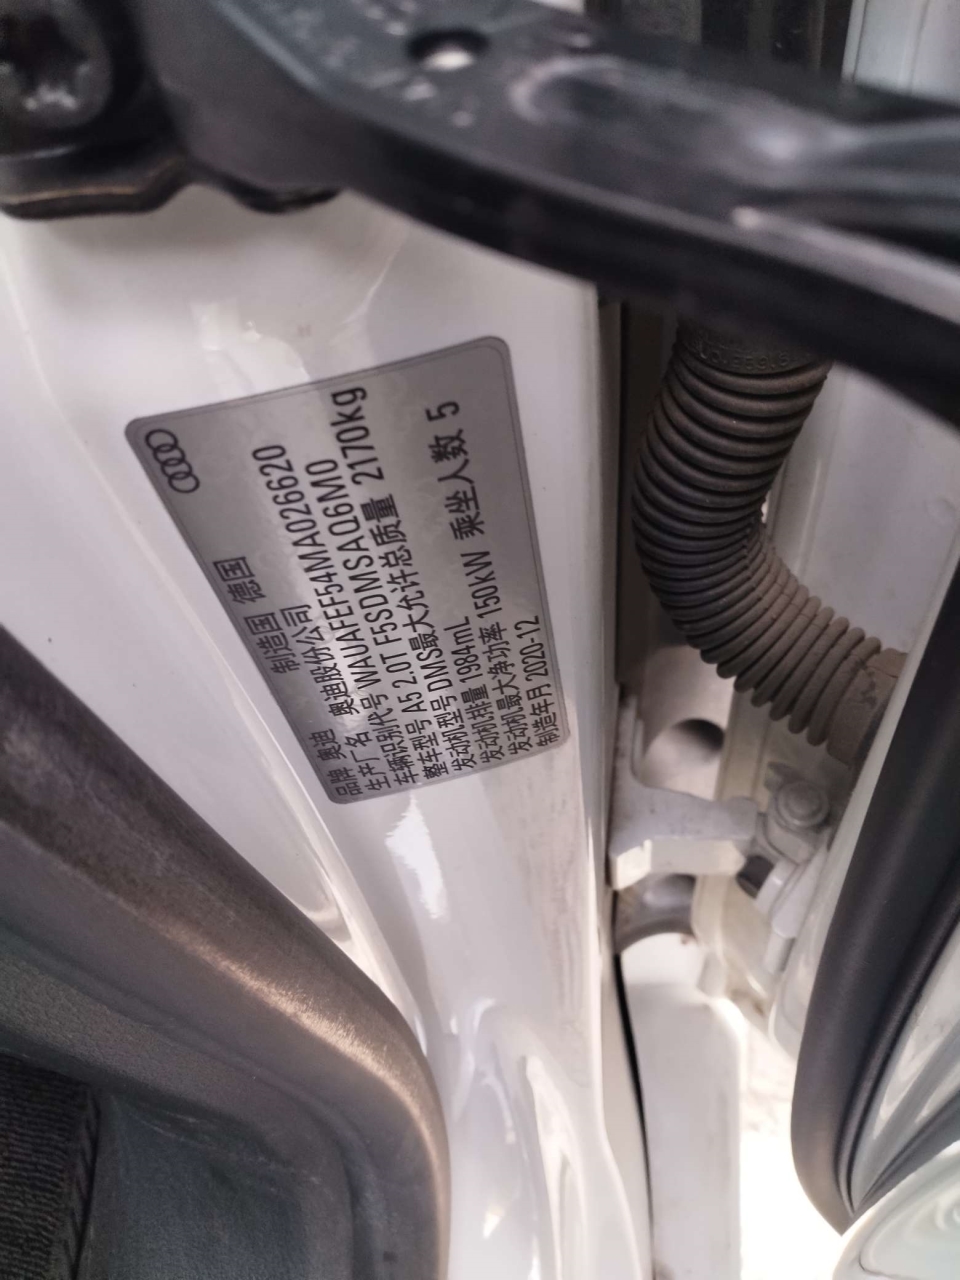 品牌 奥迪 制造国 德国
生产厂名 奥迪股份公司
车辆识别代号 WAUAFEF54MA026620
A5 2.0T F5SDMSAQ6M0
整车型号
发动机型号 DMS 最大允许总质量 2170kg
发动机排量 1984mL
发动机最大净功率 150kW 乘坐人数 5
制造年月 2020-12